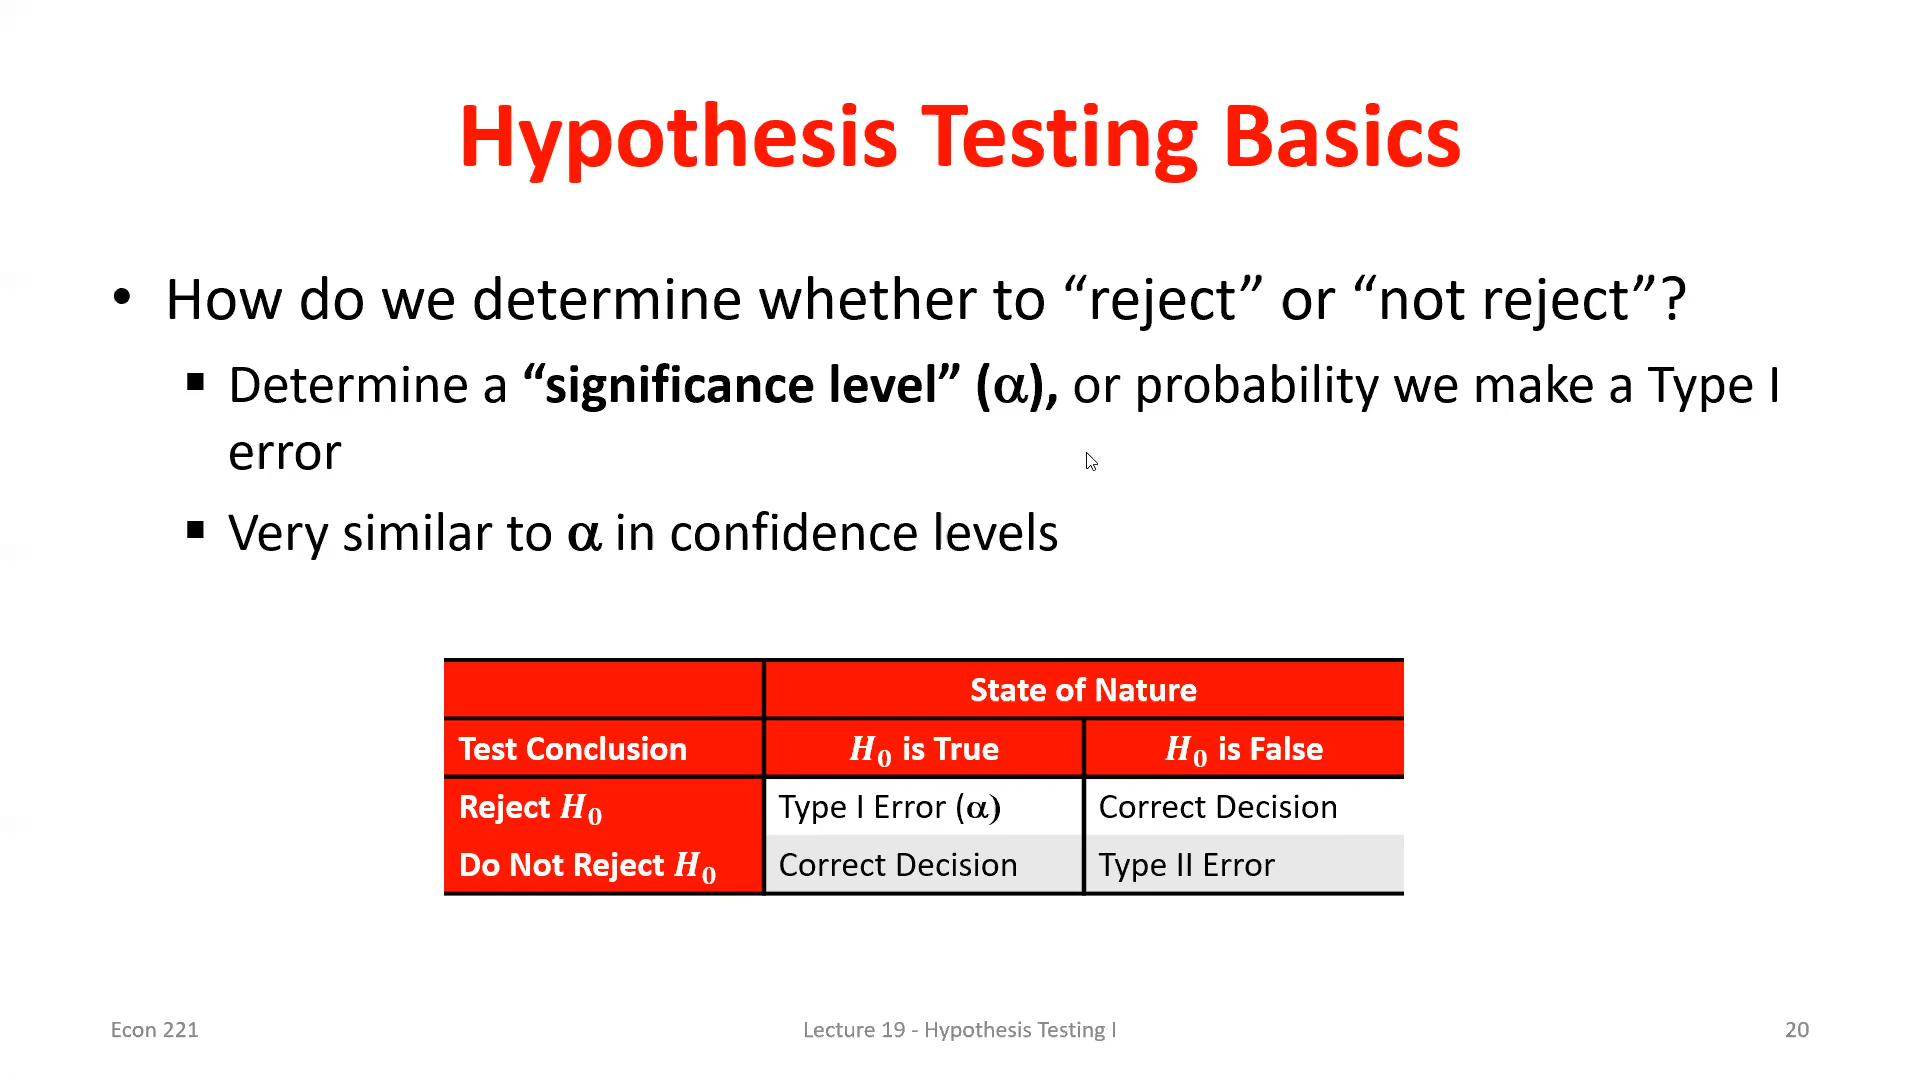 Hypothesis Testing Basics
• How do we determine whether to “reject” or “not reject”?
▪ Determine a “significance level” (α), or probability we make a Type I
error
▪ Very similar to α in confidence levels
State of Nature
Test Conclusion H₀ is True H₀ is False
Reject H₀ Type I Error (α) Correct Decision
Do Not Reject H₀ Correct Decision Type II Error
Econ 221 Lecture 19 - Hypothesis Testing I 20